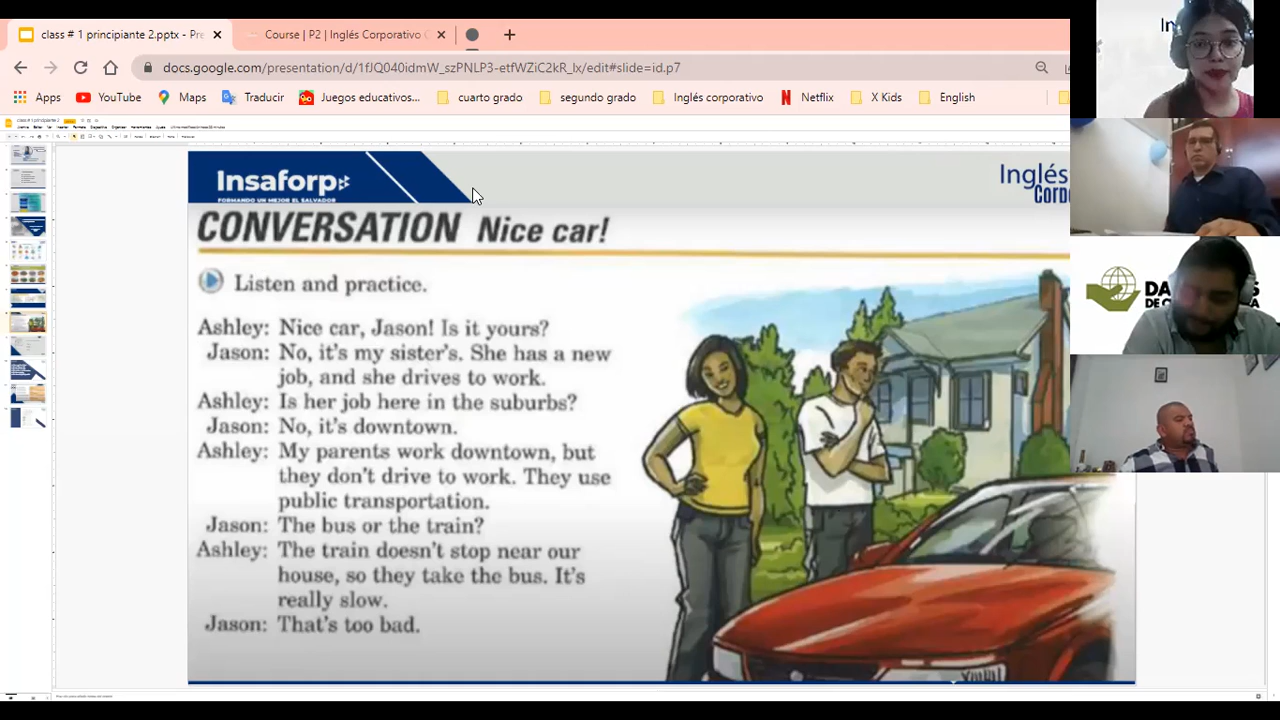 class # 1 principiante 2.pptx - Pre
Course | P2 | Inglés Corporativo
docs.google.com/presentation/d/1fJQ040idmW_szPNLP3-etfWZiC2kR_Ix/edit#slide=id.p7
Apps YouTube Maps Traducir Juegos educativos... cuarto grado segundo grado Inglés corporativo Netflix X Kids English
Insaforp
FORMANDO UN MEJOR EL SALVADOR
Inglés
CONVERSATION Nice car!
Listen and practice.
Ashley: Nice car, Jason! Is it yours?
Jason: No, it's my sister's. She has a new
job, and she drives to work.
Ashley: Is her job here in the suburbs?
Jason: No, it's downtown.
Ashley: My parents work downtown, but
they don't drive to work. They use
public transportation.
Jason: The bus or the train?
Ashley: The train doesn't stop near our
house, so they take the bus. It's
really slow.
Jason: That's too bad.